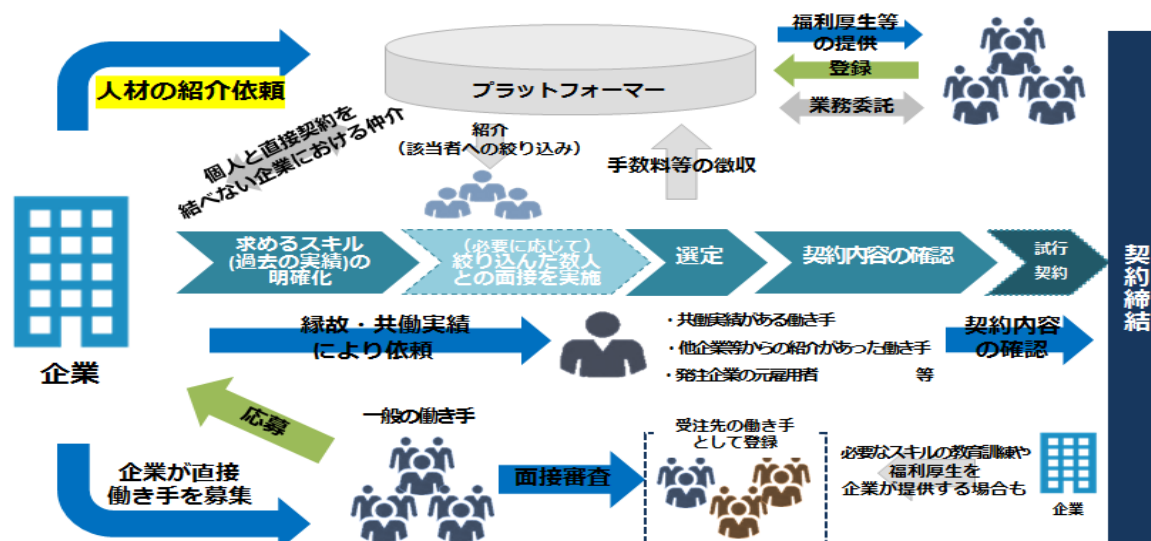 福利厚生等
の提供
人材の紹介依頼
プラットフォーマー
登録
業務委託
個人と直接契約を
結べない企業における仲介
紹介
(該当者への絞り込み)
手数料等の徴収
求めるスキル
(過去の実績)の
明確化
(必要に応じて)
絞り込んだ数人
との面接を実施
選定
契約内容の確認
試行
契約
契約締結
企業
縁故・共働実績
により依頼
・共働実績がある働き手
・他企業等からの紹介があった働き手
・発注企業の元雇用者 等
契約内容
の確認
応募
一般の働き手
企業が直接
働き手を募集
面接審査
受注先の働き手
として登録
必要なスキルの教育訓練や
福利厚生を
企業が提供する場合も
企業